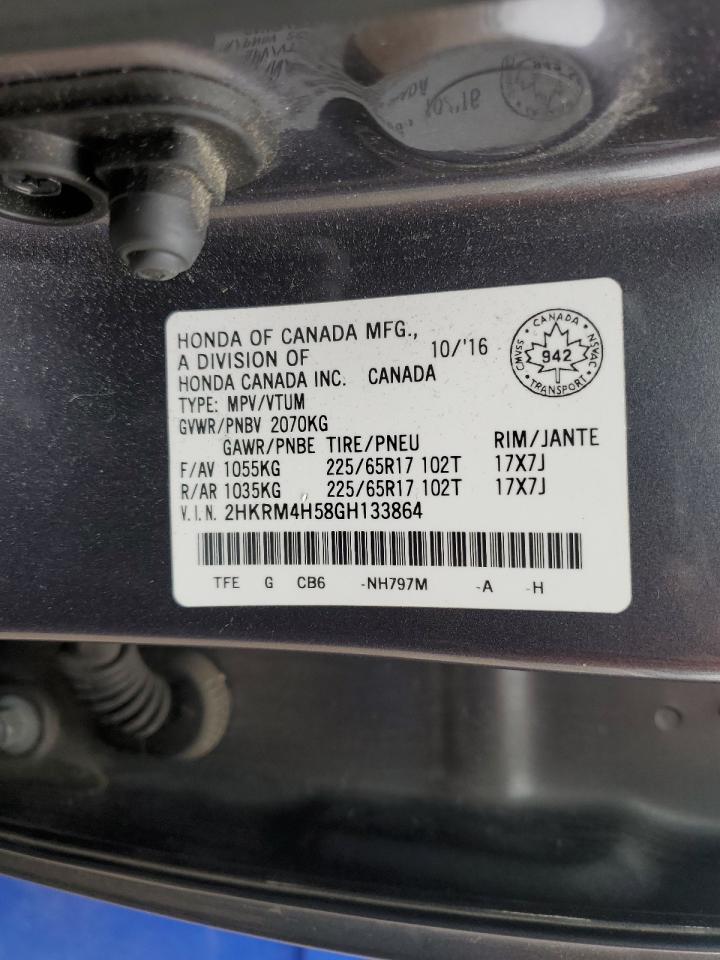 HONDA OF CANADA MFG.,
A DIVISION OF 10/'16
HONDA CANADA INC. CANADA
CANADA
CMVSS 942 NSVAC
TRANSPORT
TYPE: MPV/VTUM
GVWR/PNBV 2070KG
GAWR/PNBE TIRE/PNEU RIM/JANTE
F/AV 1055KG 225/65R17 102T 17X7J
R/AR 1035KG 225/65R17 102T 17X7J
V.I.N. 2HKRM4H58GH133864
TFE G CB6 -NH797M -A -H